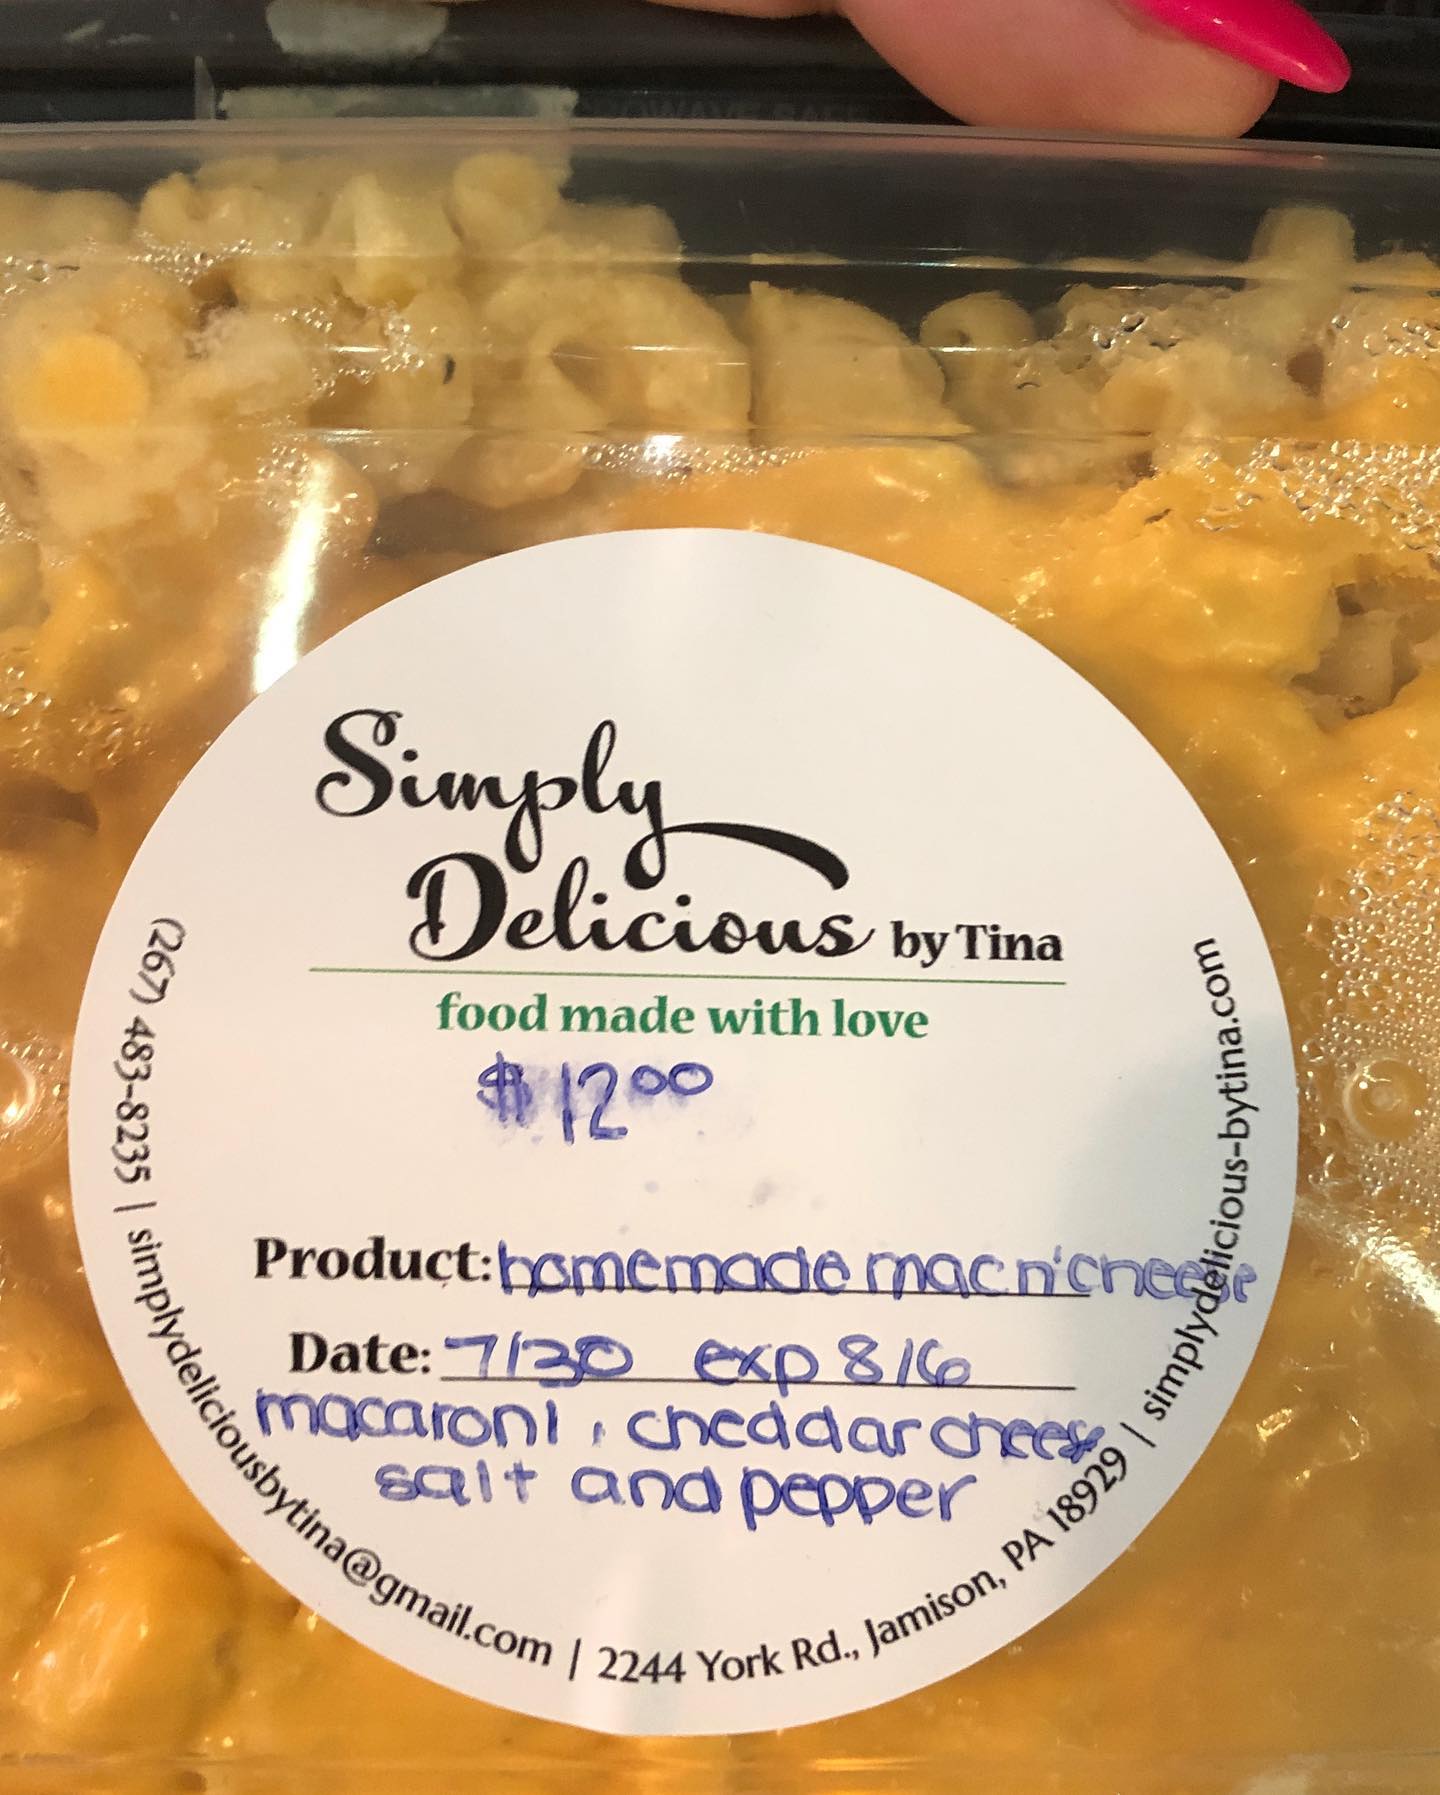 MICROWAVE SAFE
Simply
Delicious by Tina
food made with love
$12.00
Product: homemade mac n' cheese
Date: 7/30 exp 8/6
macaroni, cheddar cheese
salt and pepper
(267) 483-8235 | simplydeliciousbytina@gmail.com | 2244 York Rd., Jamison, PA 18929 | simplydelicious-bytina.com